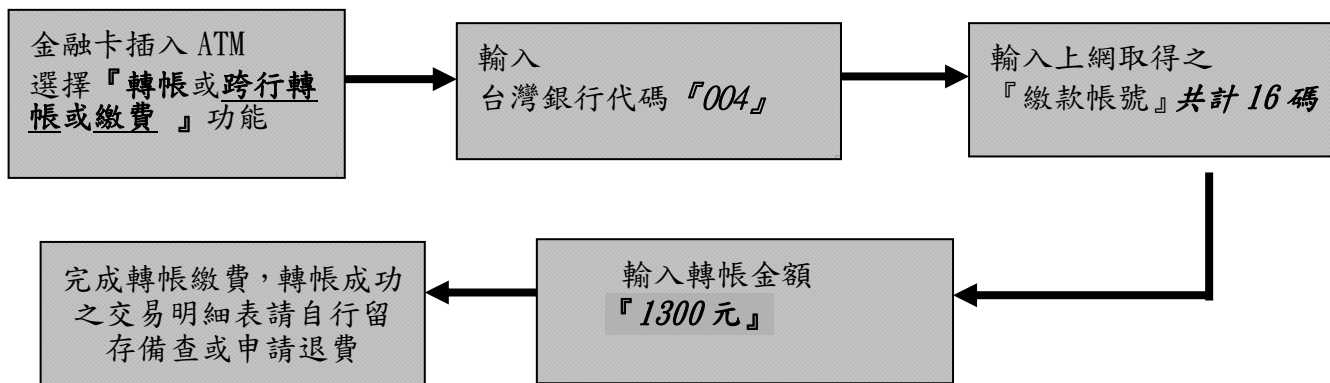 金融卡插入 ATM
選擇『轉帳或跨行轉
帳或繳費 』功能
輸入
台灣銀行代碼『004』
輸入上網取得之
『繳款帳號』共計 16 碼
輸入轉帳金額
『1300 元』
完成轉帳繳費，轉帳成功
之交易明細表請自行留
存備查或申請退費